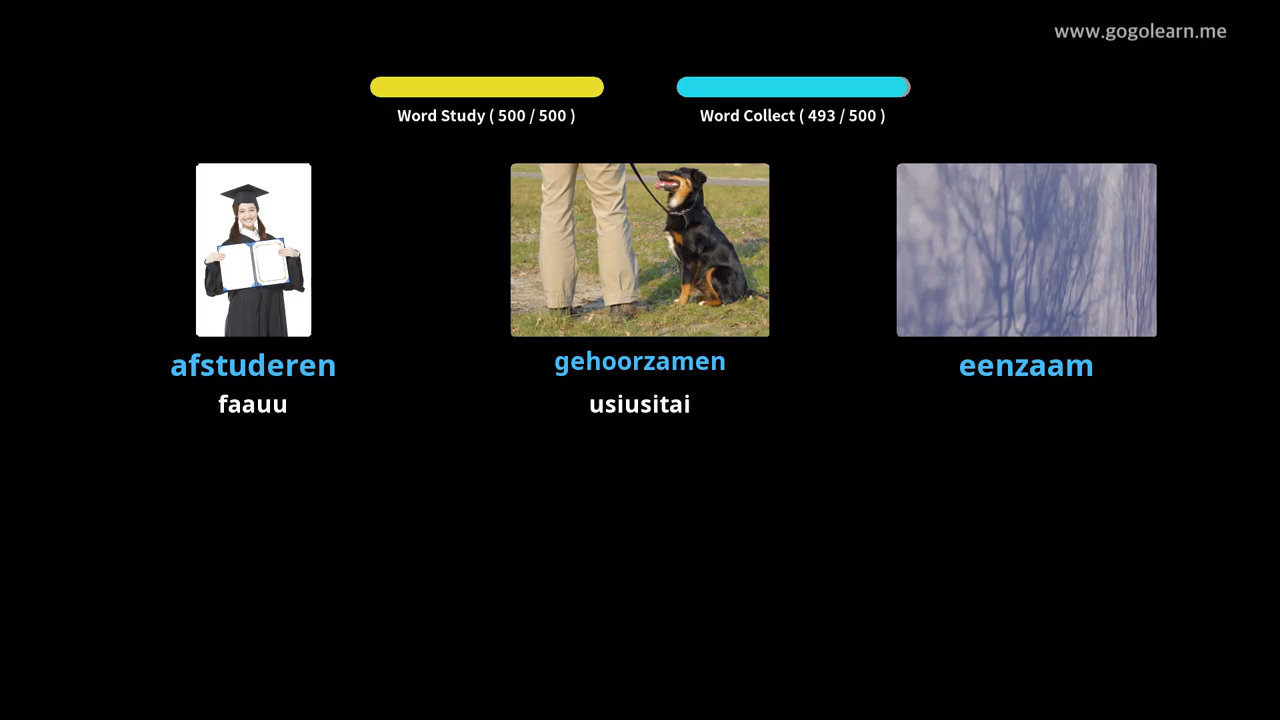 www.gogolearn.me
Word Study ( 500 / 500 )
Word Collect ( 493 / 500 )
afstuderen
gehoorzamen
eenzaam
faauu
usiusitai